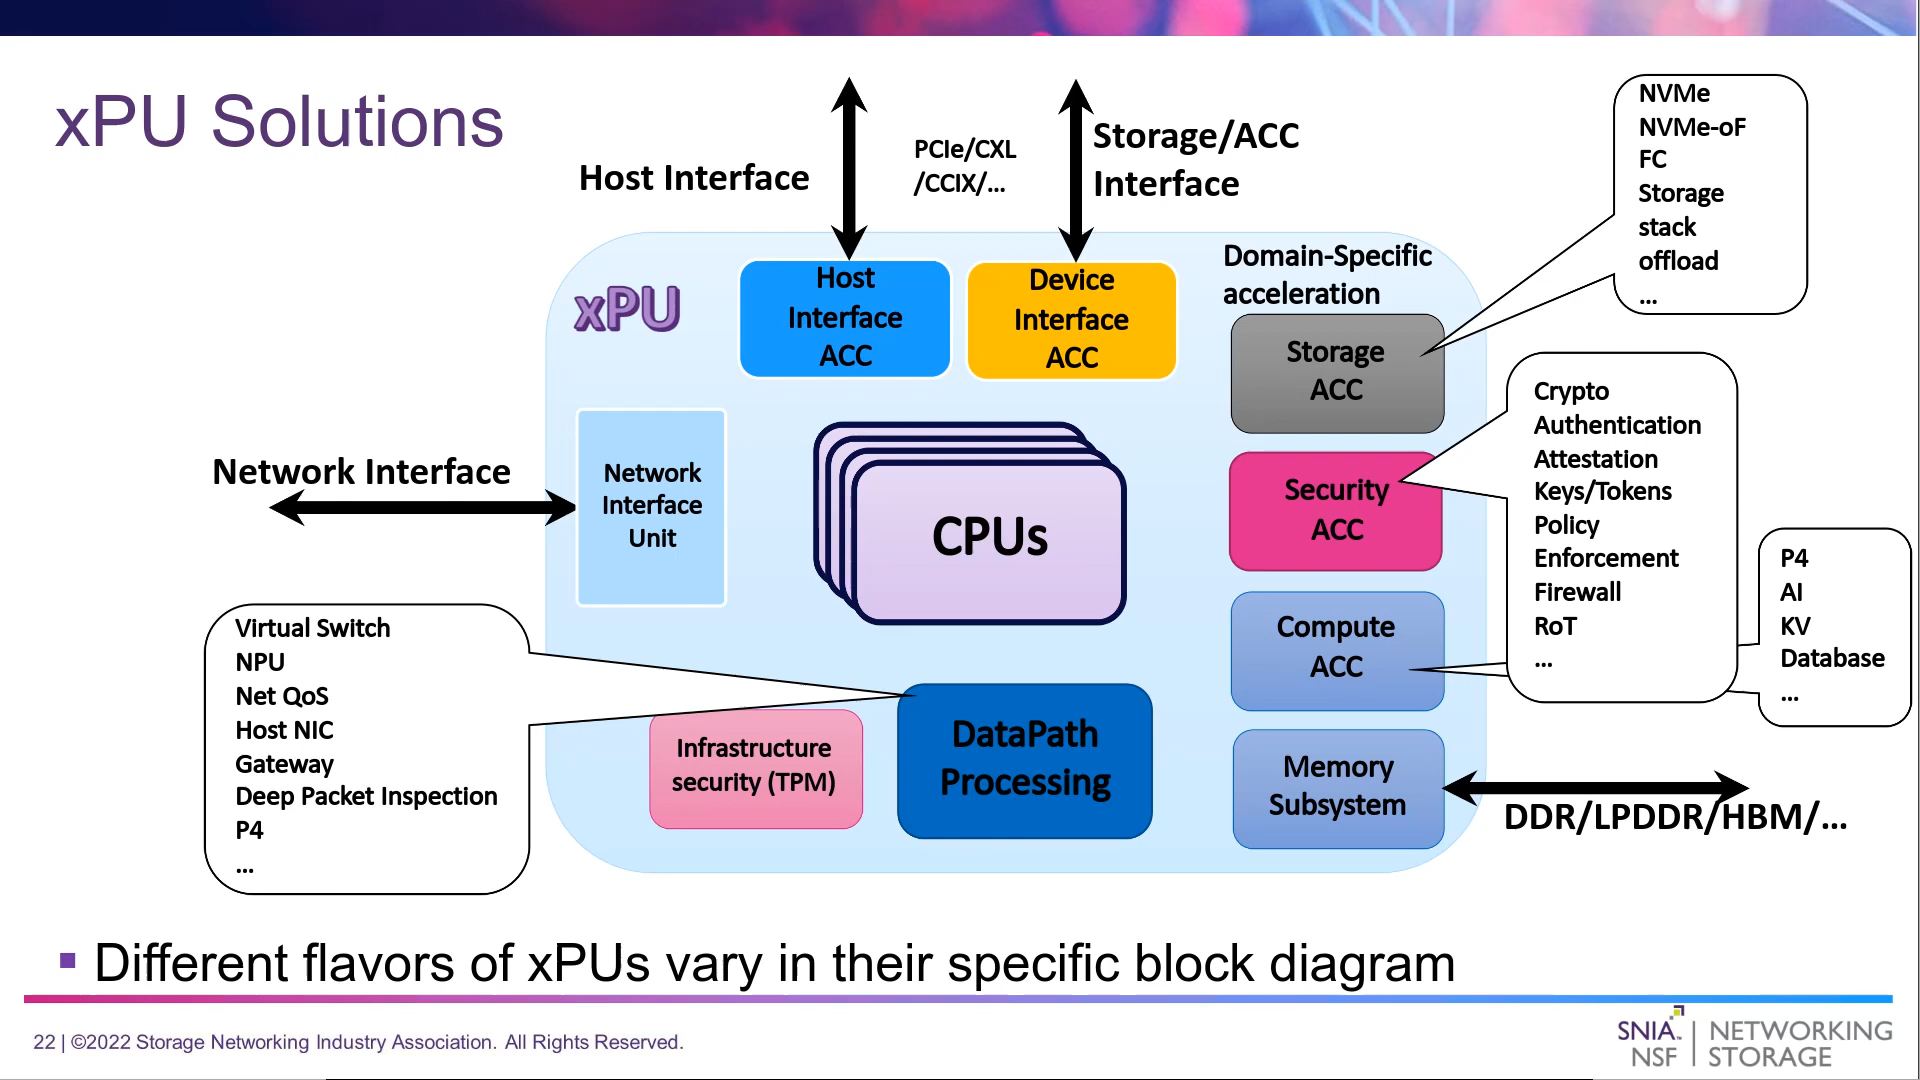 xPU Solutions
Host Interface
PCIe/CXL
/CCIX/...
Storage/ACC
Interface
NVMe
NVMe-oF
FC
Storage
stack
offload
...
xPU
Host
Interface
ACC
Device
Interface
ACC
Domain-Specific
acceleration
Storage
ACC
Crypto
Authentication
Attestation
Keys/Tokens
Policy
Enforcement
Firewall
RoT
...
Network Interface
Network
Interface
Unit
CPUs
Security
ACC
P4
AI
KV
Database
...
Compute
ACC
Virtual Switch
NPU
Net QoS
Host NIC
Gateway
Deep Packet Inspection
P4
...
Infrastructure
security (TPM)
DataPath
Processing
Memory
Subsystem
DDR/LPDDR/HBM/...
▪ Different flavors of xPUs vary in their specific block diagram
22 | ©2022 Storage Networking Industry Association. All Rights Reserved.
SNIA™ | NETWORKING
NSF | STORAGE